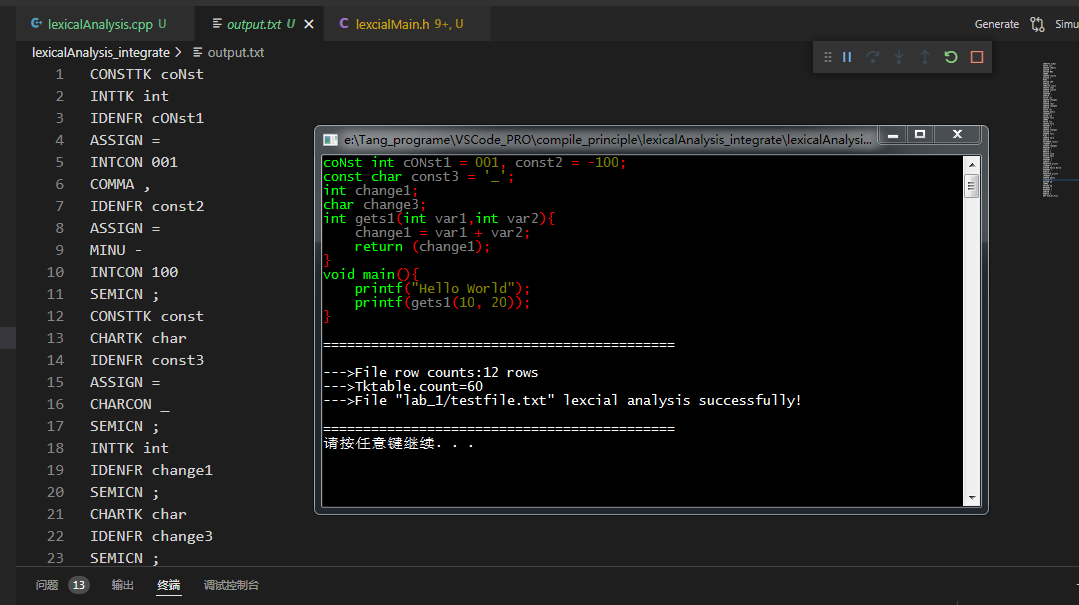 lexicalAnalysis.cpp U
output.txt U
lexcialMain.h 9+, U
Generate
Simu
lexicalAnalysis_integrate > output.txt
1 CONSTTK coNst
2 INTTK int
3 IDENFR cONst1
4 ASSIGN =
5 INTCON 001
6 COMMA ,
7 IDENFR const2
8 ASSIGN =
9 MINU -
10 INTCON 100
11 SEMICN ;
12 CONSTTK const
13 CHARTK char
14 IDENFR const3
15 ASSIGN =
16 CHARCON _
17 SEMICN ;
18 INTTK int
19 IDENFR change1
20 SEMICN ;
21 CHARTK char
22 IDENFR change3
23 SEMICN ;
e:\Tang_programe\VSCode_PRO\compile_principle\lexicalAnalysis_integrate\lexicalAnalysi...
coNst int cONst1 = 001, const2 = -100;
const char const3 = '_';
int change1;
char change3;
int gets1(int var1,int var2){
    change1 = var1 + var2;
    return (change1);
}
void main(){
    printf("Hello World");
    printf(gets1(10, 20));
}
============================================
--->File row counts:12 rows
--->Tktable.count=60
--->File "lab_1/testfile.txt" lexcial analysis successfully!
============================================
请按任意键继续. . .
问题 13 输出 终端 调试控制台